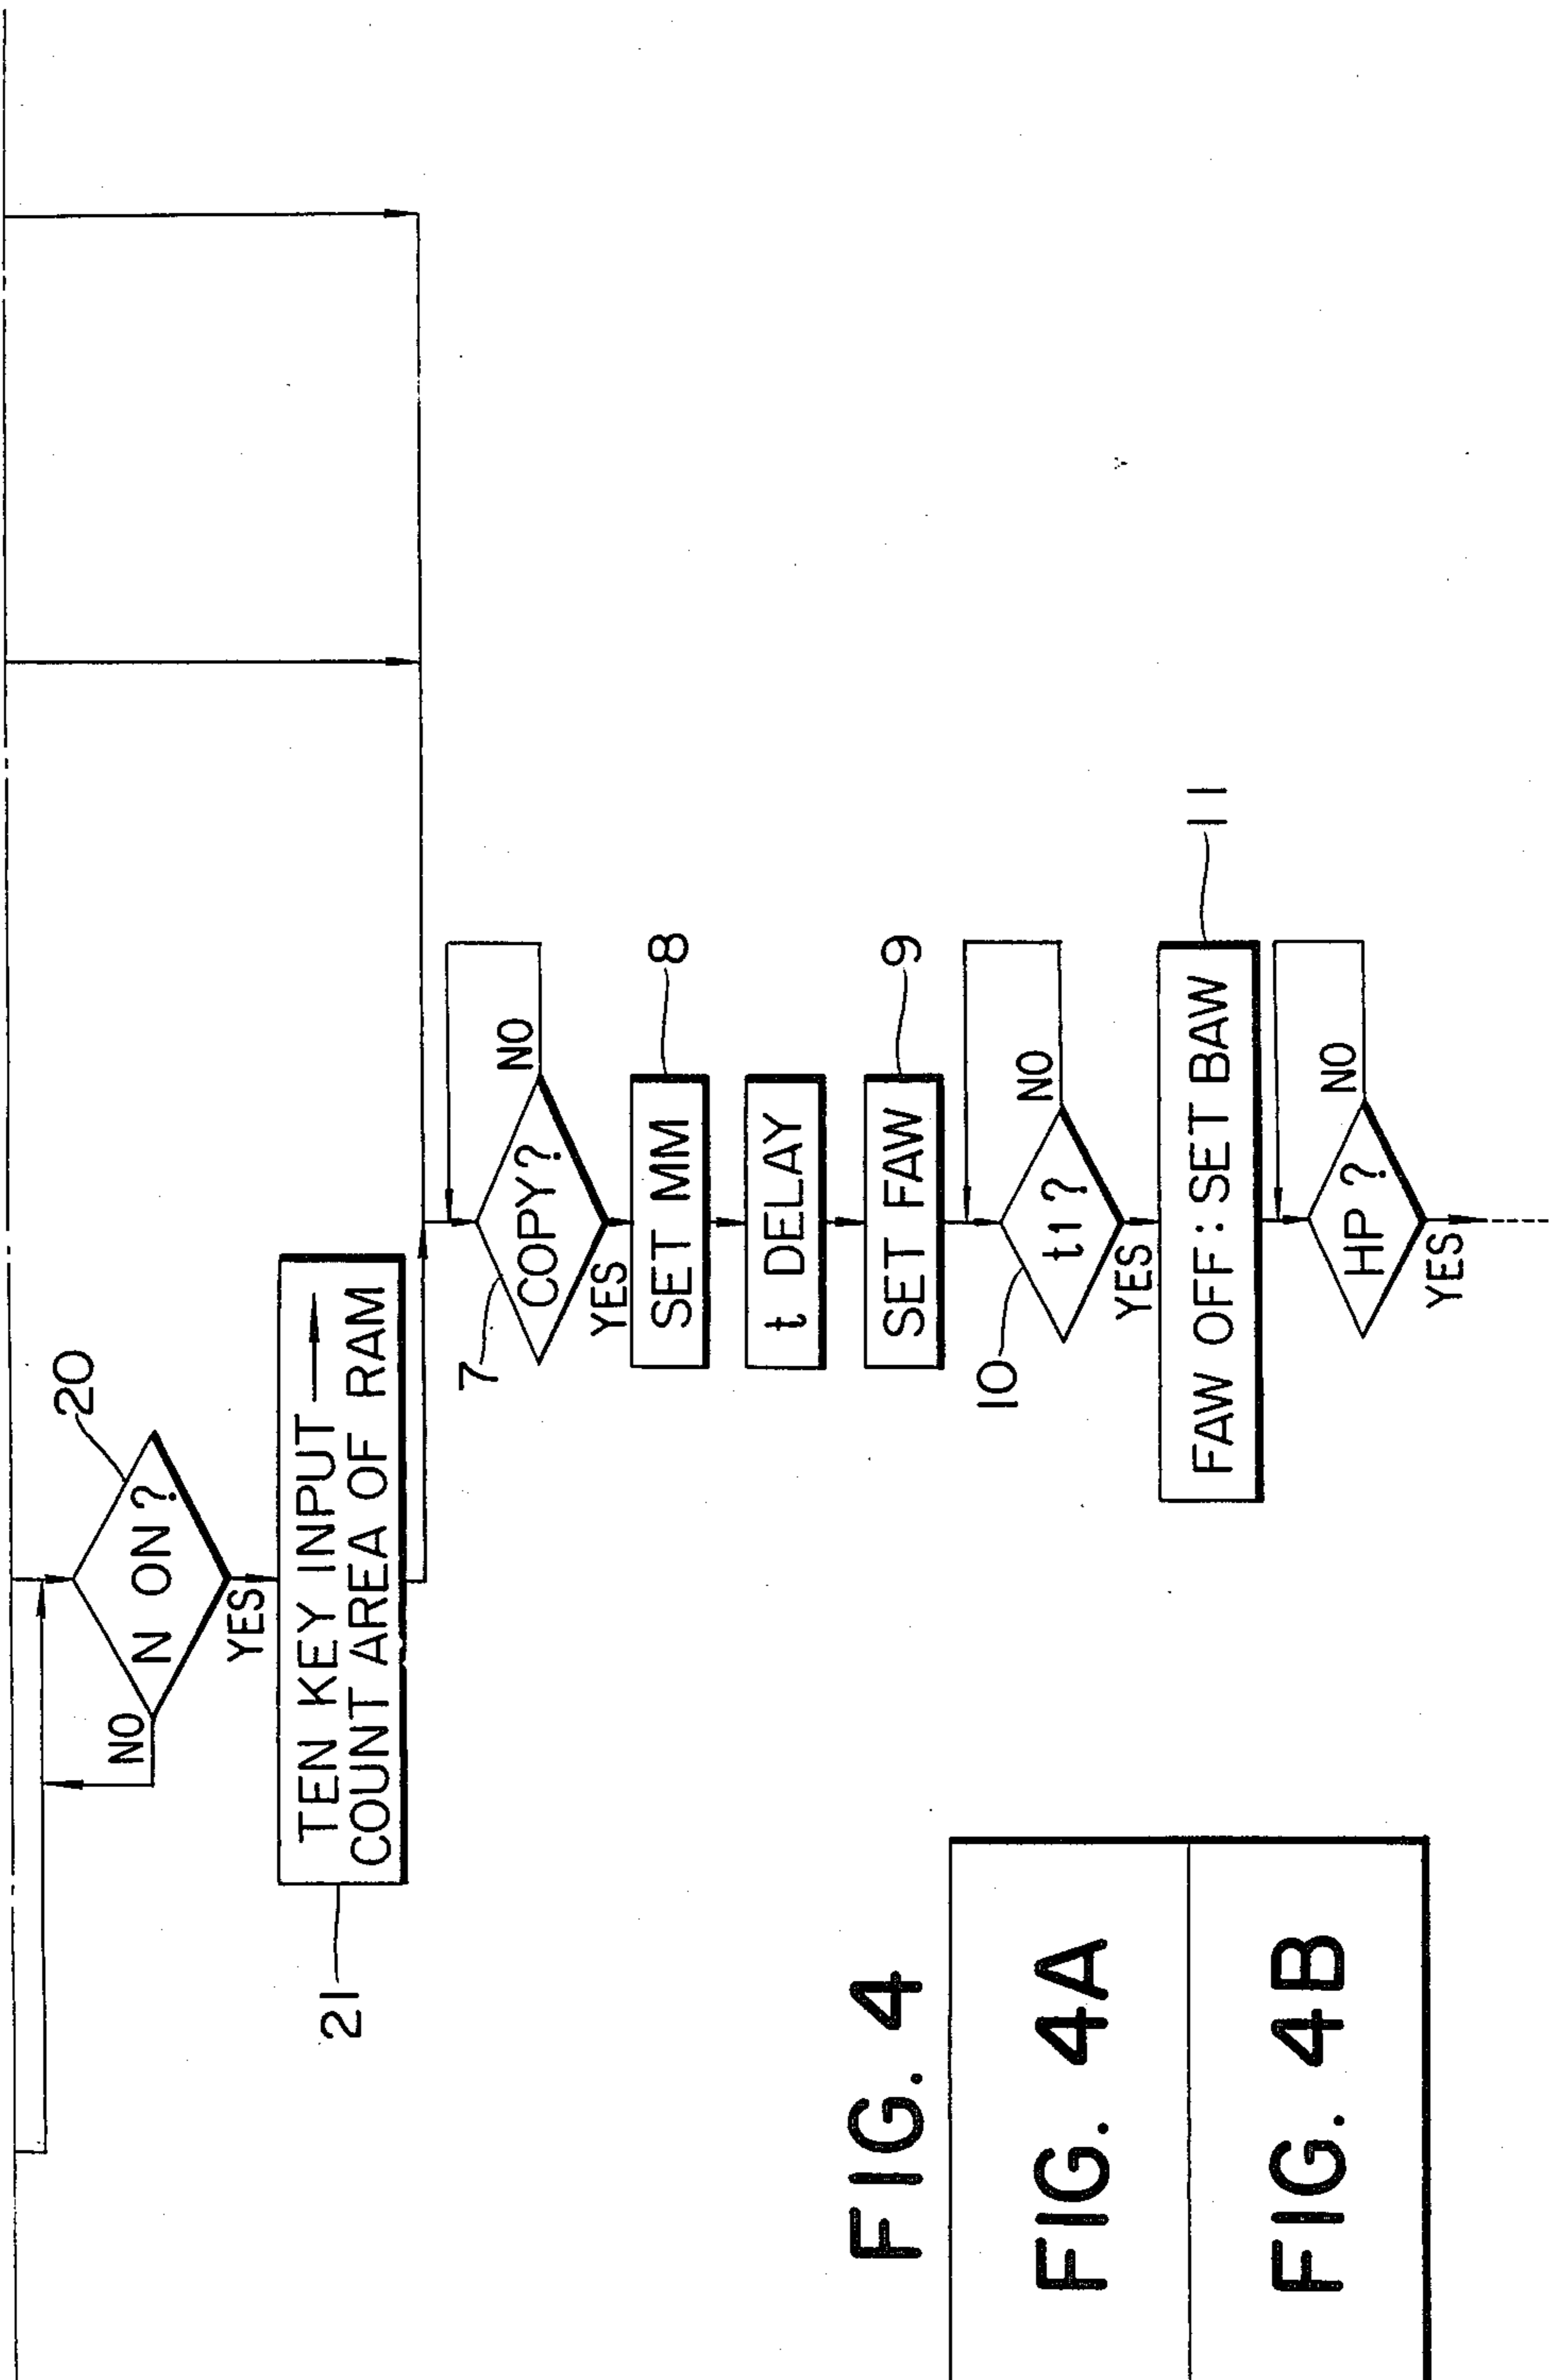 20
N ON?
NO
YES
TEN KEY INPUT →
COUNT AREA OF RAM
21
7
COPY?
NO
YES
SET MM
8
t DELAY
SET FAW
9
10
t1 ?
NO
YES
FAW OFF: SET BAW
11
HP ?
NO
YES
FIG. 4
FIG. 4A
FIG. 4B